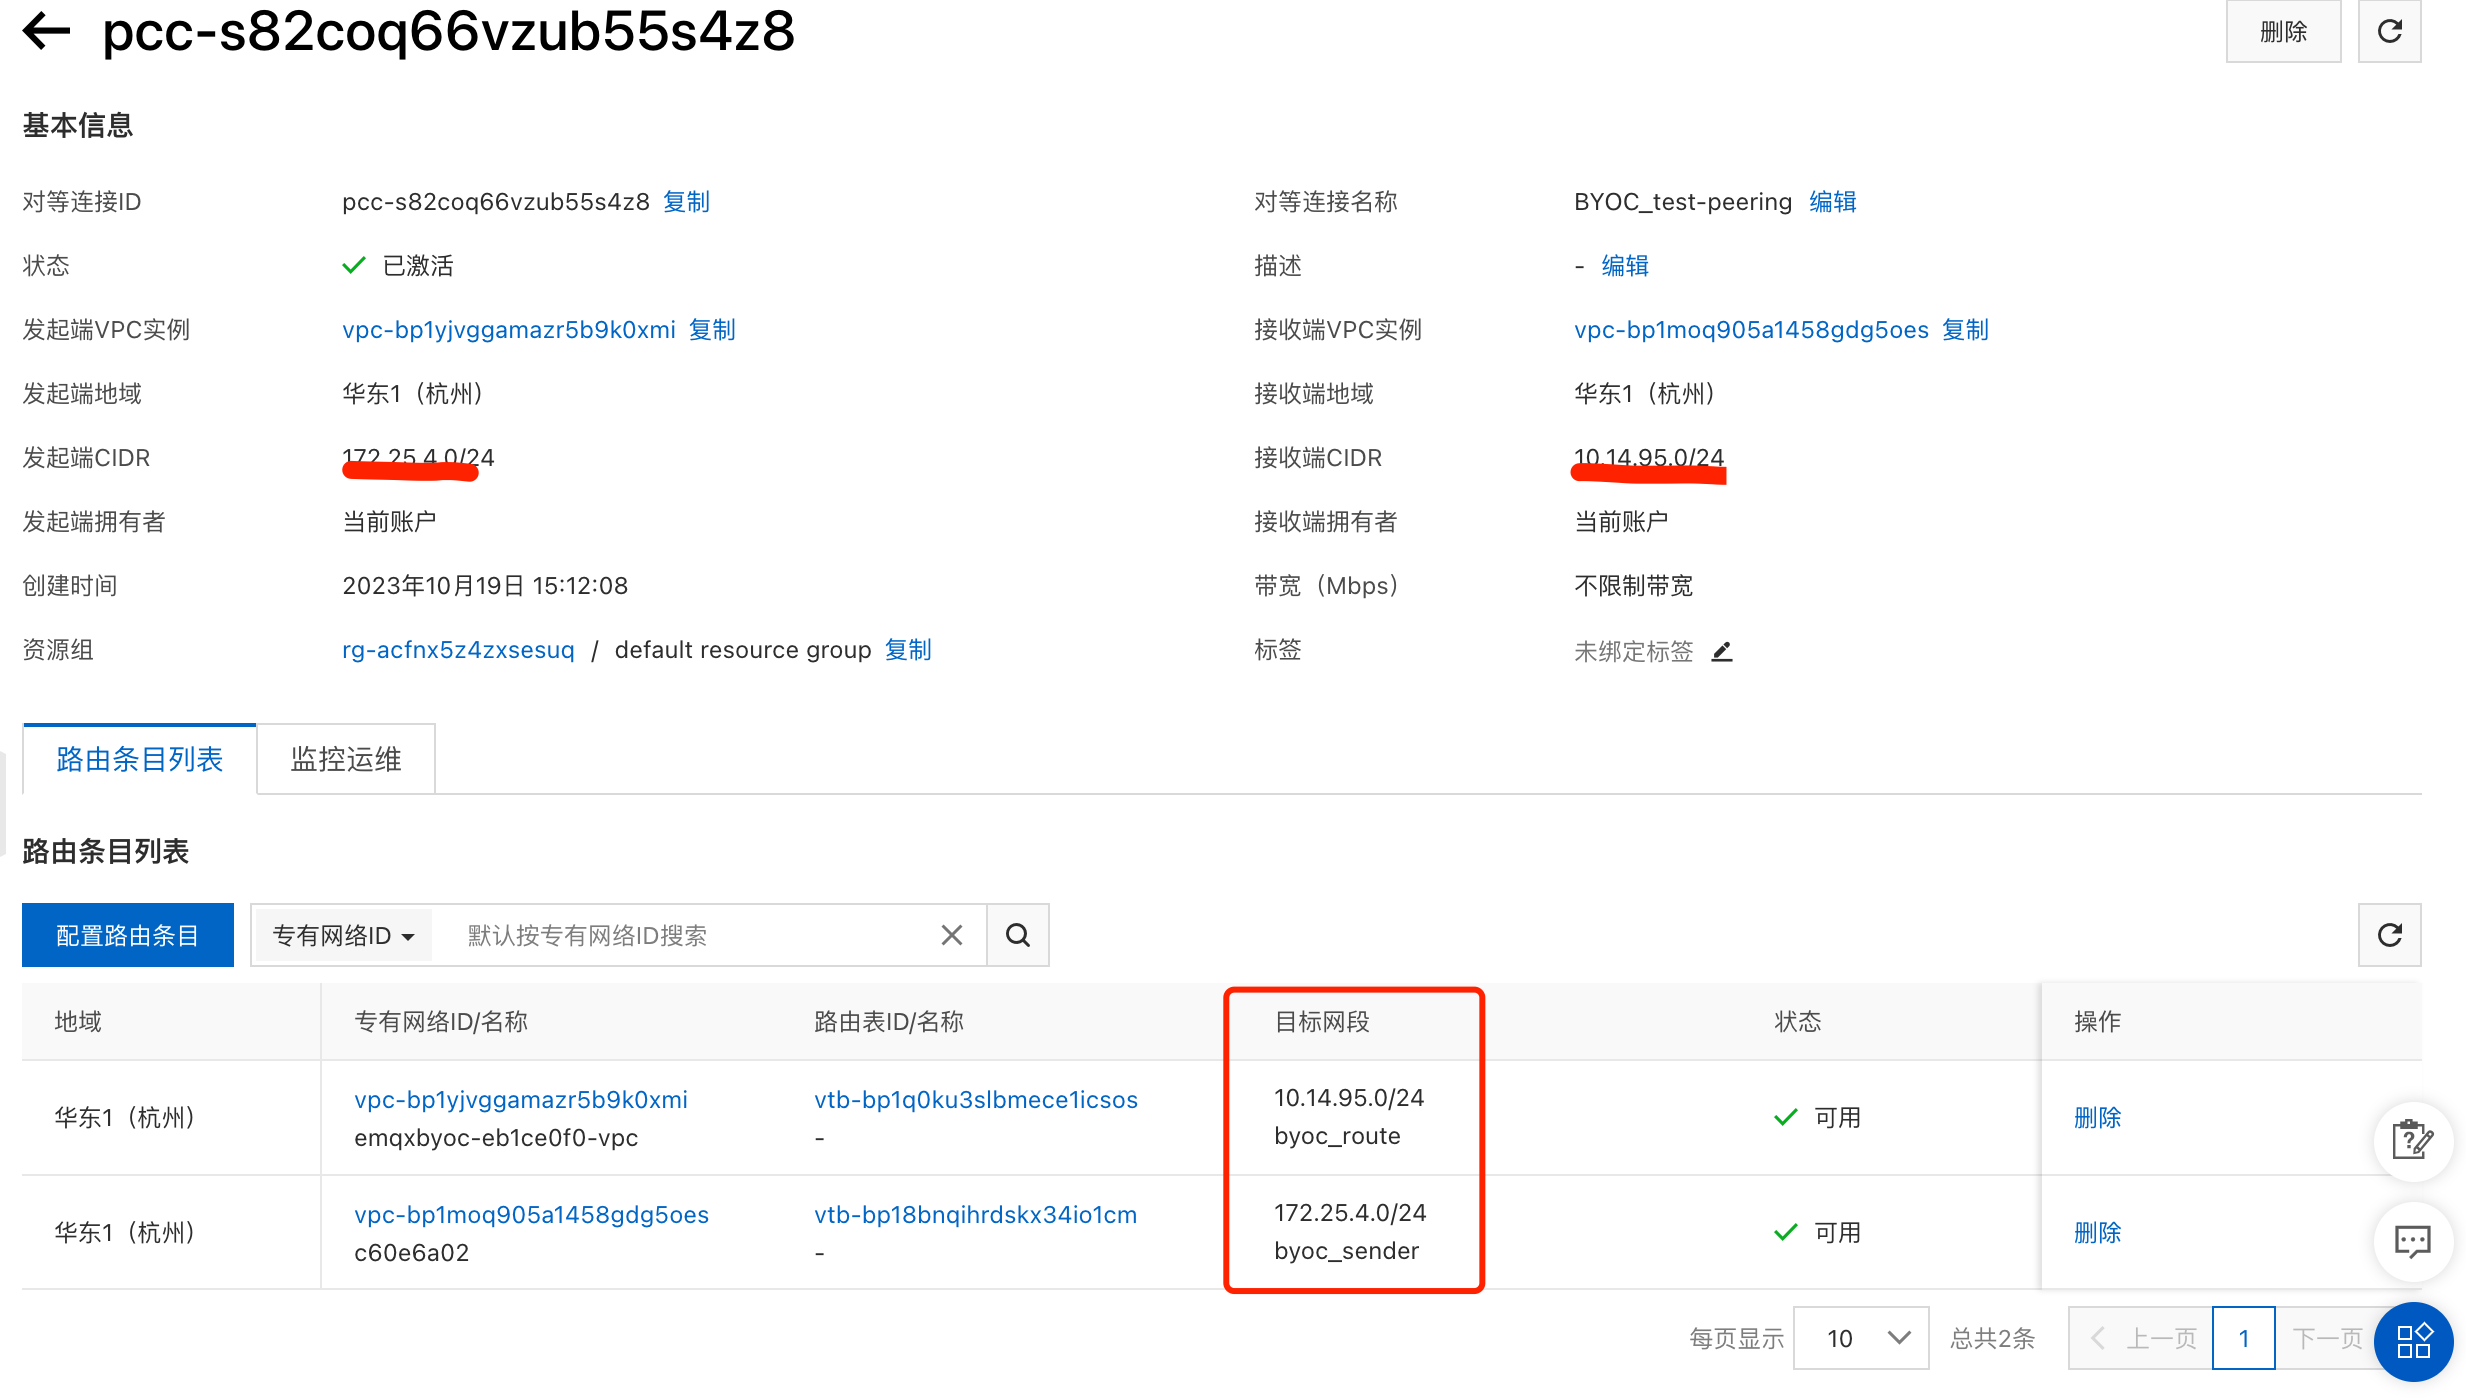 pcc-s82coq66vzub55s4z8
删除
基本信息
对等连接ID pcc-s82coq66vzub55s4z8 复制
对等连接名称 BYOC_test-peering 编辑
状态 已激活
描述 - 编辑
发起端VPC实例 vpc-bp1yjvggamazr5b9k0xmi 复制
接收端VPC实例 vpc-bp1moq905a1458gdg5oes 复制
发起端地域 华东1（杭州）
接收端地域 华东1（杭州）
发起端CIDR 172.25.4.0/24
接收端CIDR 10.14.95.0/24
发起端拥有者 当前账户
接收端拥有者 当前账户
创建时间 2023年10月19日 15:12:08
带宽（Mbps） 不限制带宽
资源组 rg-acfnx5z4zxsesuq / default resource group 复制
标签 未绑定标签
路由条目列表 监控运维
路由条目列表
配置路由条目 专有网络ID 默认按专有网络ID搜索
地域 专有网络ID/名称 路由表ID/名称 目标网段 状态 操作
华东1（杭州） vpc-bp1yjvggamazr5b9k0xmi vtb-bp1q0ku3slbmece1icsos 10.14.95.0/24 可用 删除
emqxbyoc-eb1ce0f0-vpc - byoc_route
华东1（杭州） vpc-bp1moq905a1458gdg5oes vtb-bp18bnqihrdskx34io1cm 172.25.4.0/24 可用 删除
c60e6a02 - byoc_sender
每页显示 10 总共2条 上一页 1 下一页